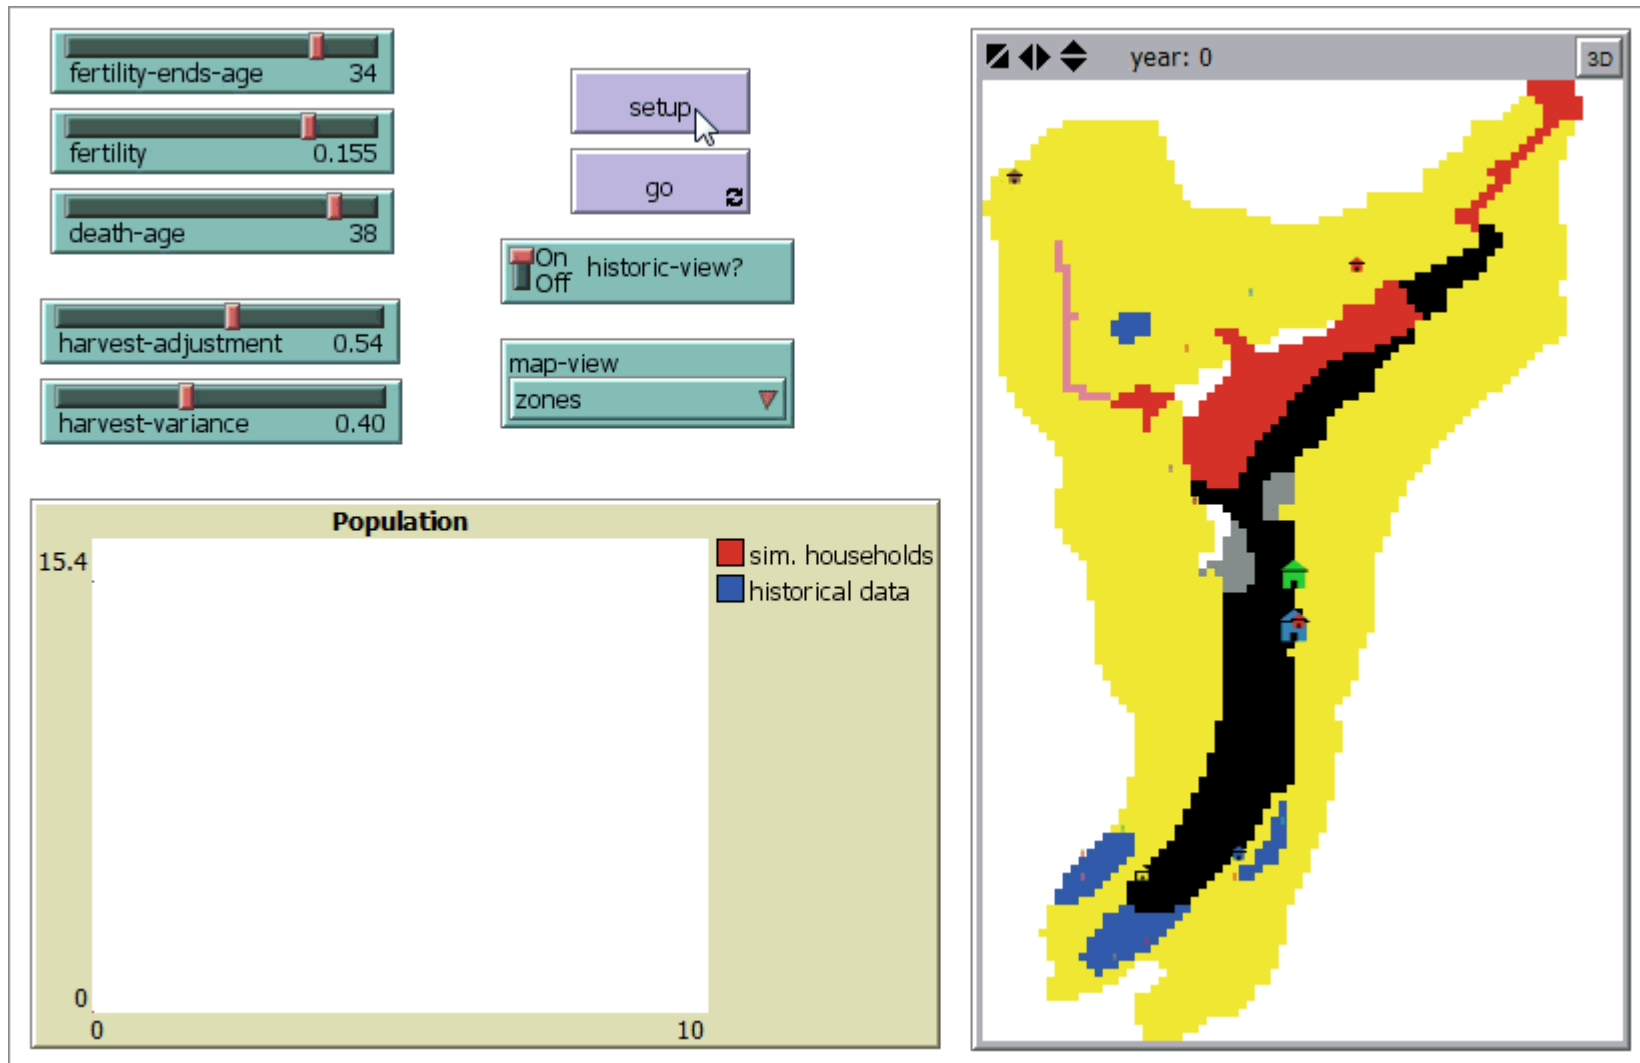 fertility-ends-age 34
fertility 0.155
death-age 38
harvest-adjustment 0.54
harvest-variance 0.40
setup
go
On
Off
historic-view?
map-view
zones
Population
15.4
0
0 10
sim. households
historical data
year: 0
3D